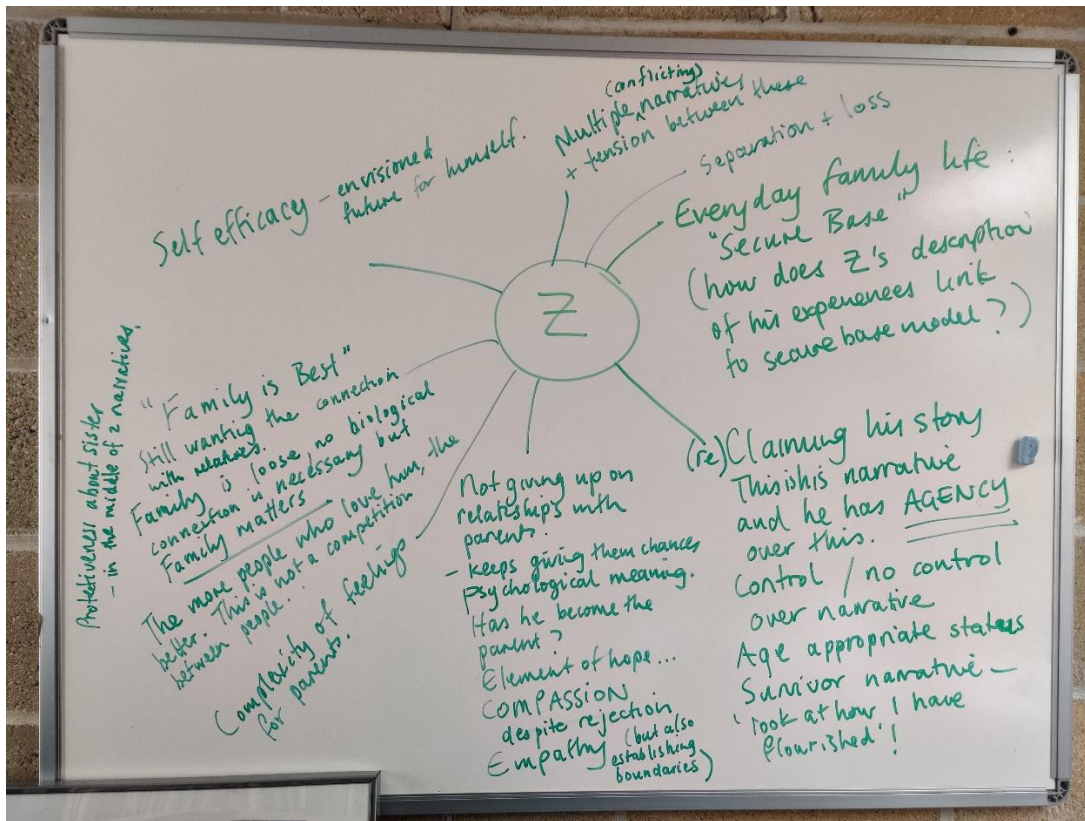 Z
(conflicting)
Multiple narratives
+ tension between these
Separation + loss
Everyday family life:
"Secure Base"
(how does Z's description
of his experiences link
to secure base model?)
(re)Claiming his story
This is his narrative
and he has AGENCY
over this.
Control / no control
over narrative
Age appropriate status
Survivor narrative -
'look at how I have
flourished'!
Not giving up on
relatiships with
parents.
- keeps giving them chances
psychological meaning.
Has he become the
parent?
Element of hope...
COMPASSION
despite rejection
Empathy (but also
establishing
boundaries)
Complexity of feelings
for parents.
"Family is Best"
Still wanting the connection
with relatives.
Family is loose no biological
connection is necessary but
Family matters
The more people who love him, the
better. This is not a competition
between people.
Protectiveness about sister
- in the middle of 2 narratives.
Self efficacy - envisioned
future for himself.